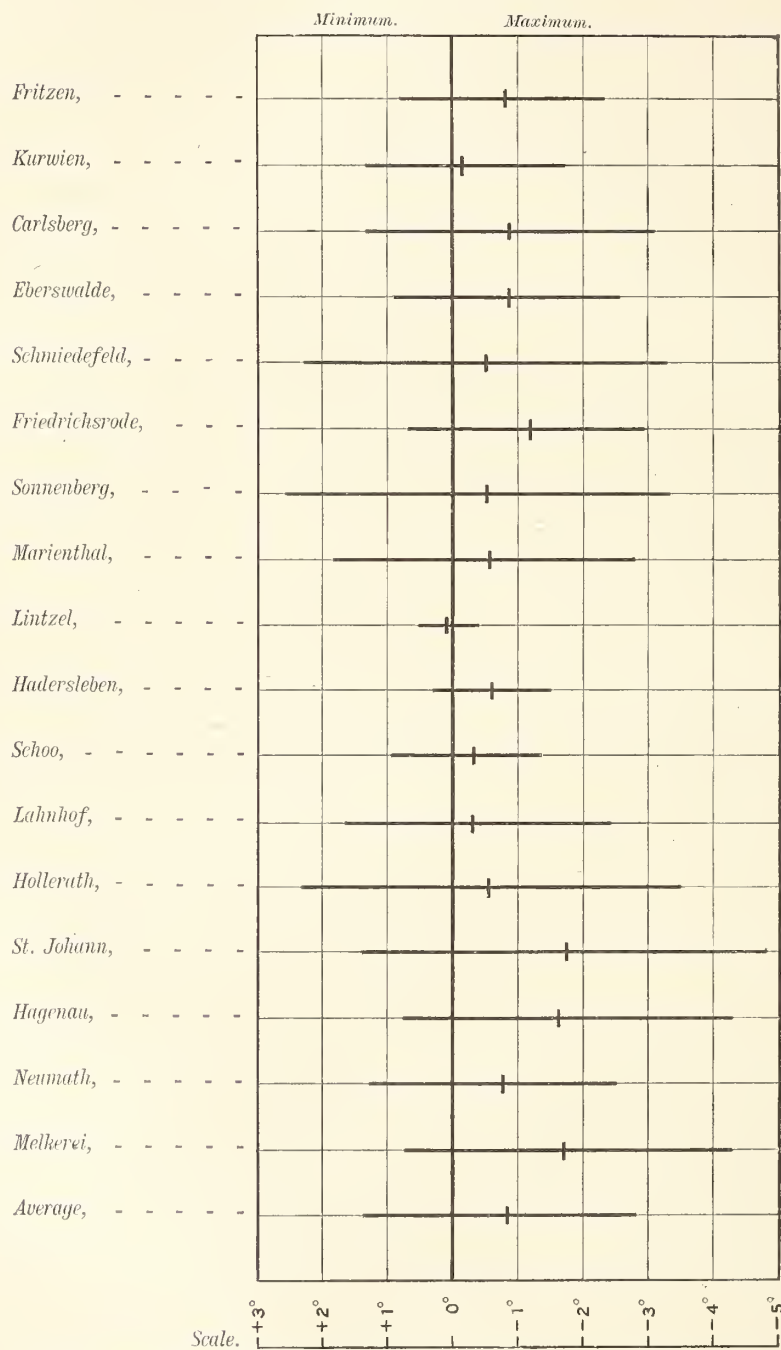 Minimum. Maximum.
Fritzen, - - - - -
Kurwien, - - - - -
Carlsberg, - - - - -
Eberswalde, - - - -
Schmiedefeld, - - - -
Friedrichsrode, - - -
Sonnenberg, - - - -
Marienthal, - - - -
Lintzel, - - - - -
Hadersleben, - - - -
Schoo, - - - - - -
Lahnhof, - - - - -
Hollerath, - - - - -
St. Johann, - - - -
Hagenau, - - - - -
Neumath, - - - - -
Melkerei, - - - - -
Average, - - - - -
Scale. +3° +2° +1° 0° -1° -2° -3° -4° -5°